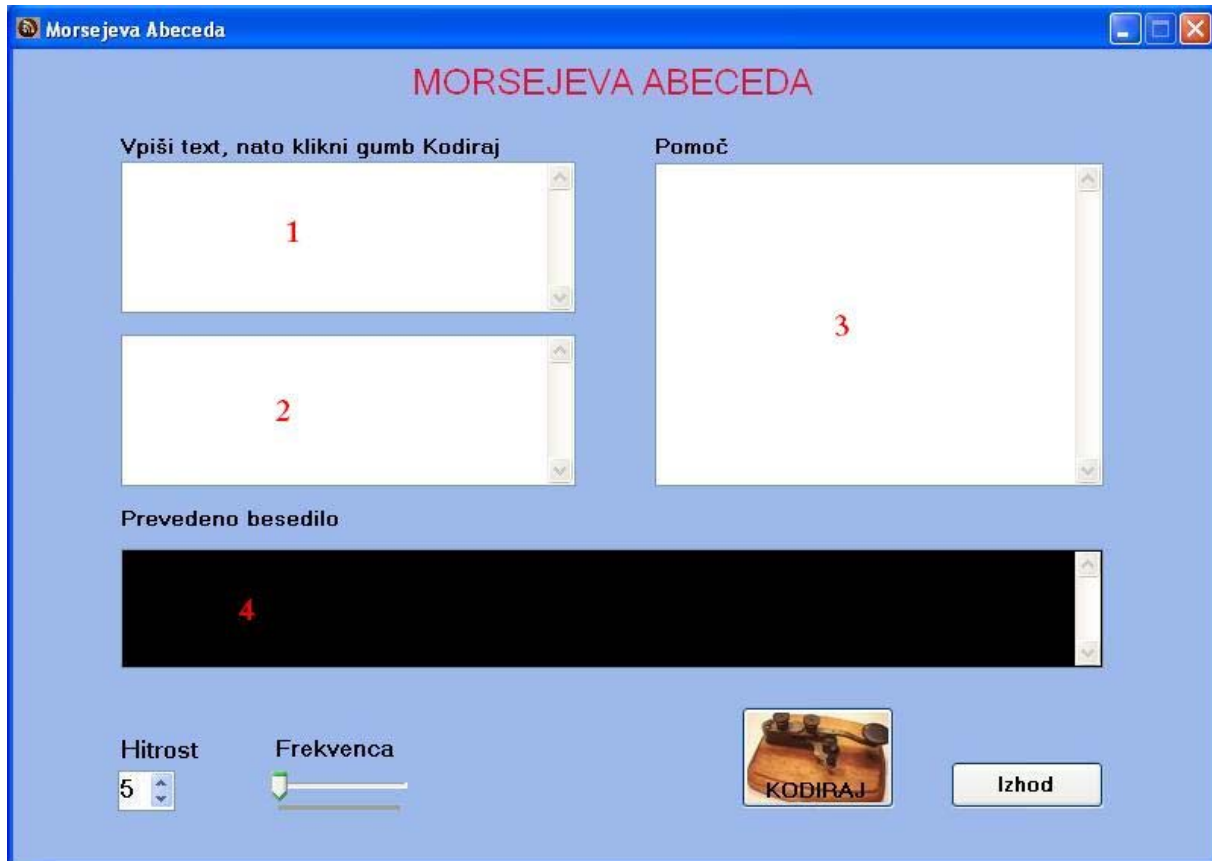 Morsejeva Abeceda
MORSEJEVA ABECEDA
Vpiši text, nato klikni gumb Kodiraj
Pomoč
1
2
3
Prevedeno besedilo
4
Hitrost
Frekvenca
5
KODIRAJ
Izhod